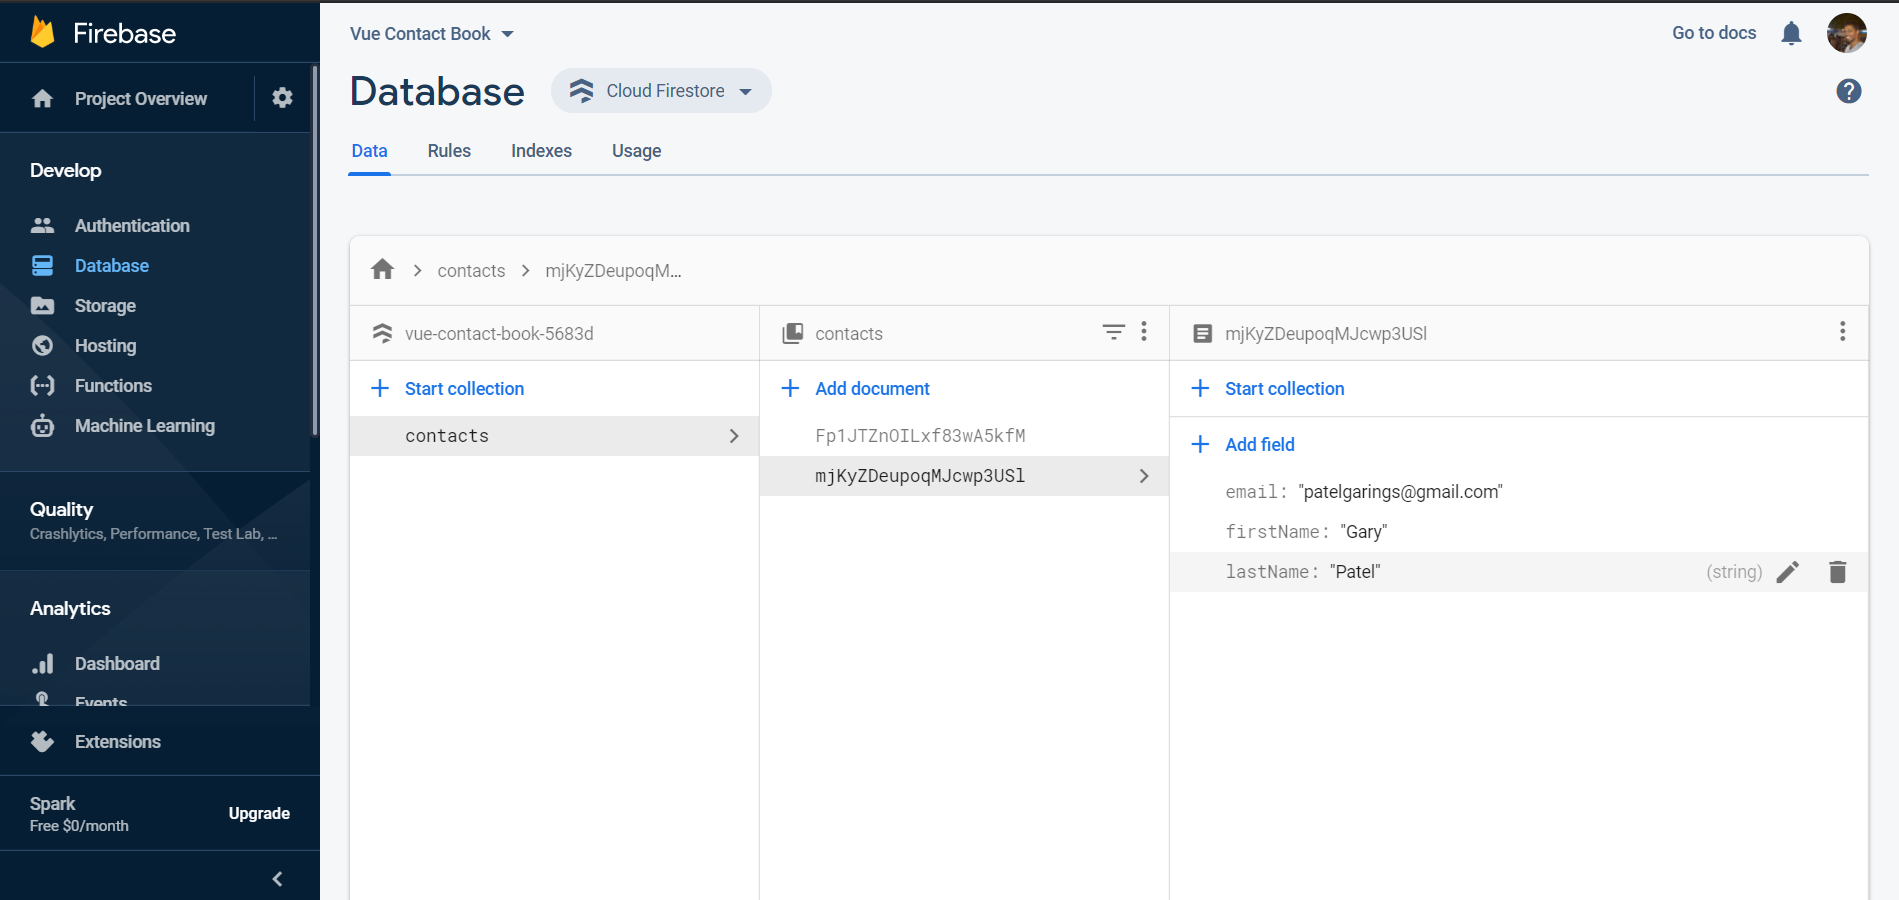 Firebase
Project Overview
Develop
Authentication
Database
Storage
Hosting
Functions
Machine Learning
Quality
Crashlytics, Performance, Test Lab, ...
Analytics
Dashboard
Events
Extensions
Spark
Free $0/month
Upgrade
Vue Contact Book
Go to docs
Database
Cloud Firestore
Data Rules Indexes Usage
contacts > mjKyZDeupoqM...
vue-contact-book-5683d
Start collection
contacts
contacts
Add document
Fp1JTZnOILxf83wA5kfM
mjKyZDeupoqMJcwp3USl
mjKyZDeupoqMJcwp3USl
Start collection
Add field
email: "patelgarings@gmail.com"
firstName: "Gary"
lastName: "Patel" (string)